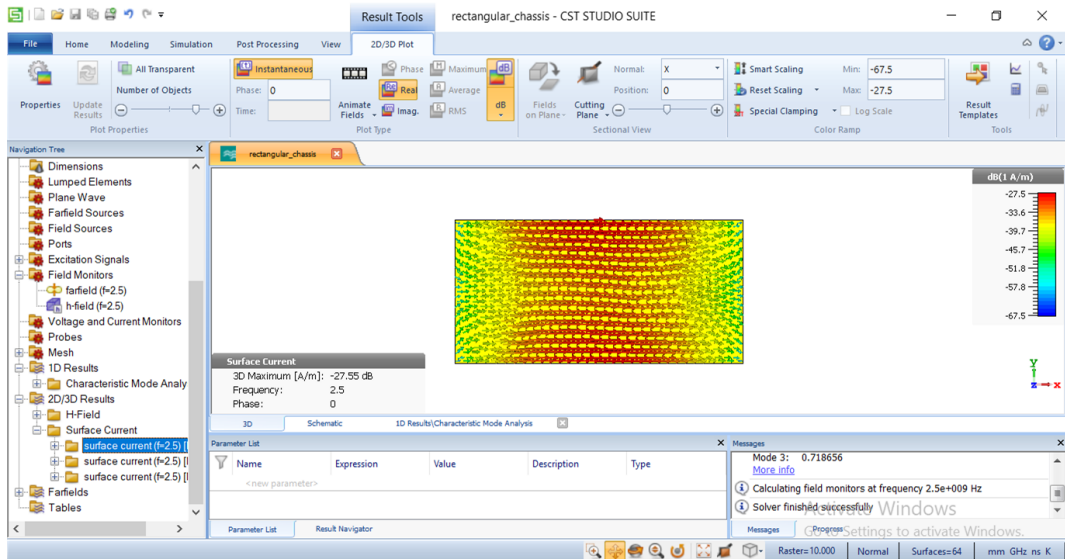 Result Tools
rectangular_chassis - CST STUDIO SUITE
File
Home
Modeling
Simulation
Post Processing
View
2D/3D Plot
Properties
Update
Results
All Transparent
Number of Objects
Plot Properties
Instantaneous
Phase: 0
Time:
Animate
Fields
Phase
Real
Imag.
Maximum
Average
RMS
dB
dB
Plot Type
Fields
on Plane
Cutting
Plane
Normal: X
Position: 0
Sectional View
Smart Scaling
Reset Scaling
Special Clamping
Min: -67.5
Max: -27.5
Log Scale
Color Ramp
Result
Templates
Tools
Navigation Tree
Dimensions
Lumped Elements
Plane Wave
Farfield Sources
Field Sources
Ports
Excitation Signals
Field Monitors
farfield (f=2.5)
h-field (f=2.5)
Voltage and Current Monitors
Probes
Mesh
1D Results
Characteristic Mode Analy
2D/3D Results
H-Field
Surface Current
surface current (f=2.5) [
surface current (f=2.5) [
surface current (f=2.5) [
Farfields
Tables
rectangular_chassis
dB(1 A/m)
-27.5
-33.6
-39.7
-45.7
-51.8
-57.8
-67.5
Surface Current
3D Maximum [A/m]: -27.55 dB
Frequency: 2.5
Phase: 0
y
z
x
3D
Schematic
1D Results\Characteristic Mode Analysis
Parameter List
Name
Expression
Value
Description
Type
<new parameter>
Parameter List
Result Navigator
Messages
Mode 3: 0.718656
More info
Calculating field monitors at frequency 2.5e+009 Hz
Solver finished successfully
Messages
Progress
Activate Windows
Go to Settings to activate Windows.
Raster=10.000
Normal
Surfaces=64
mm GHz ns K